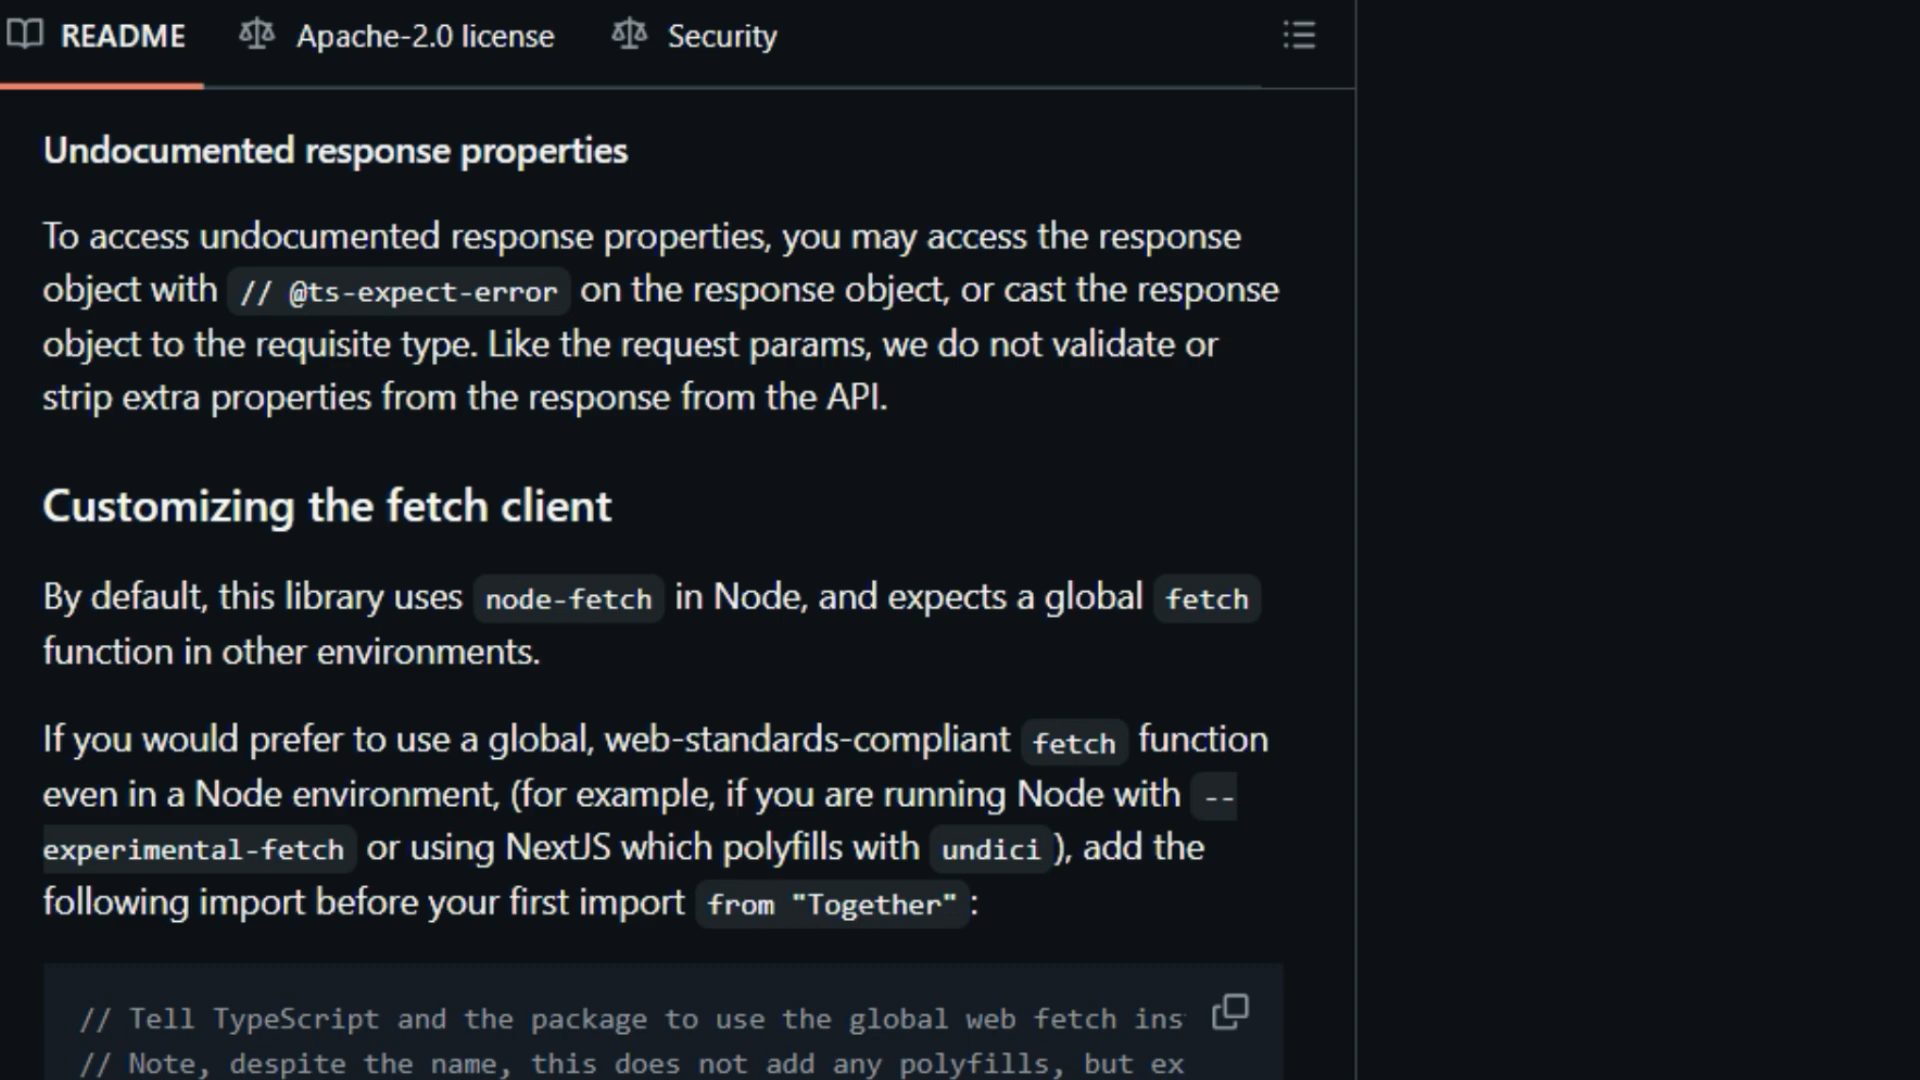 README Apache-2.0 license Security
Undocumented response properties
To access undocumented response properties, you may access the response
object with // @ts-expect-error on the response object, or cast the response
object to the requisite type. Like the request params, we do not validate or
strip extra properties from the response from the API.
Customizing the fetch client
By default, this library uses node-fetch in Node, and expects a global fetch
function in other environments.
If you would prefer to use a global, web-standards-compliant fetch function
even in a Node environment, (for example, if you are running Node with --
experimental-fetch or using NextJS which polyfills with undici ), add the
following import before your first import from "Together" :
// Tell TypeScript and the package to use the global web fetch ins
// Note, despite the name, this does not add any polyfills, but ex